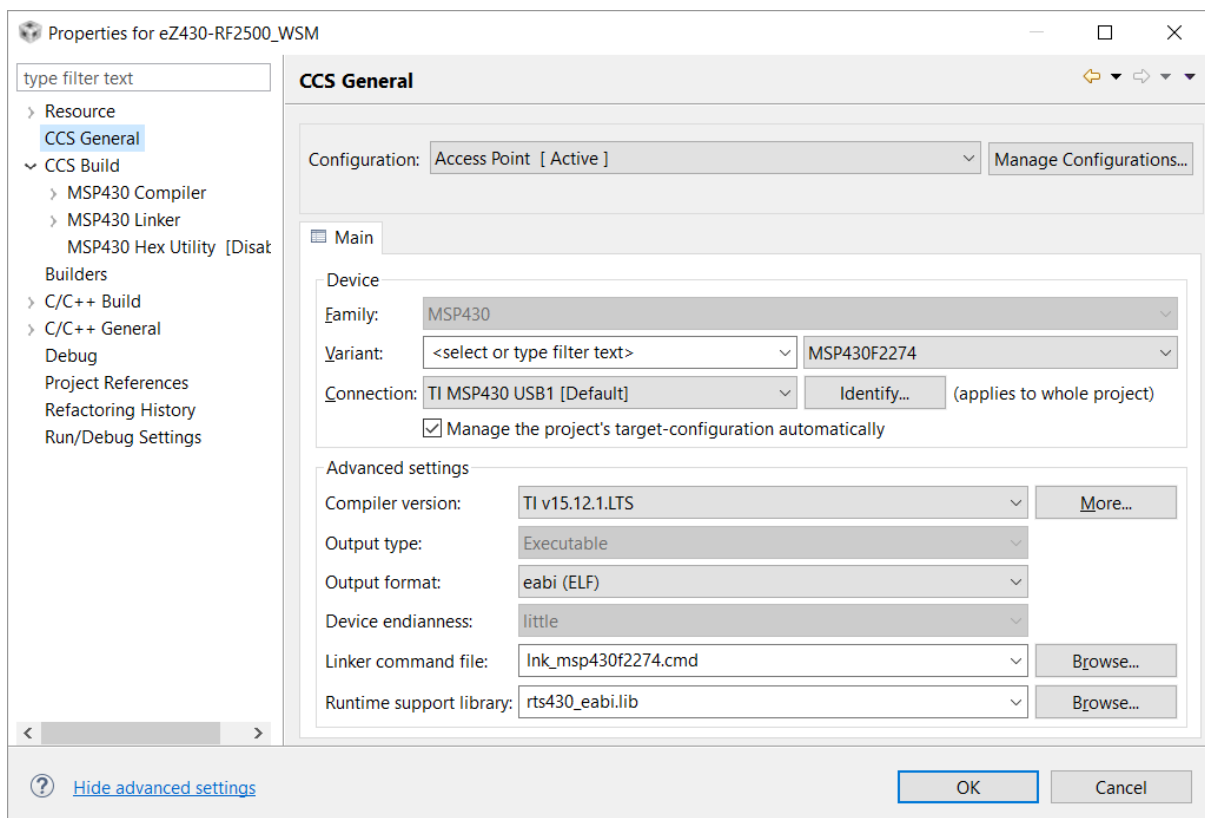 Properties for eZ430-RF2500_WSM
type filter text
Resource
CCS General
CCS Build
MSP430 Compiler
MSP430 Linker
MSP430 Hex Utility [Disab
Builders
C/C++ Build
C/C++ General
Debug
Project References
Refactoring History
Run/Debug Settings
CCS General
Configuration: Access Point [ Active ] Manage Configurations...
Main
Device
Family: MSP430
Variant: <select or type filter text> MSP430F2274
Connection: TI MSP430 USB1 [Default] Identify... (applies to whole project)
Manage the project's target-configuration automatically
Advanced settings
Compiler version: TI v15.12.1.LTS More...
Output type: Executable
Output format: eabi (ELF)
Device endianness: little
Linker command file: lnk_msp430f2274.cmd Browse...
Runtime support library: rts430_eabi.lib Browse...
? Hide advanced settings OK Cancel